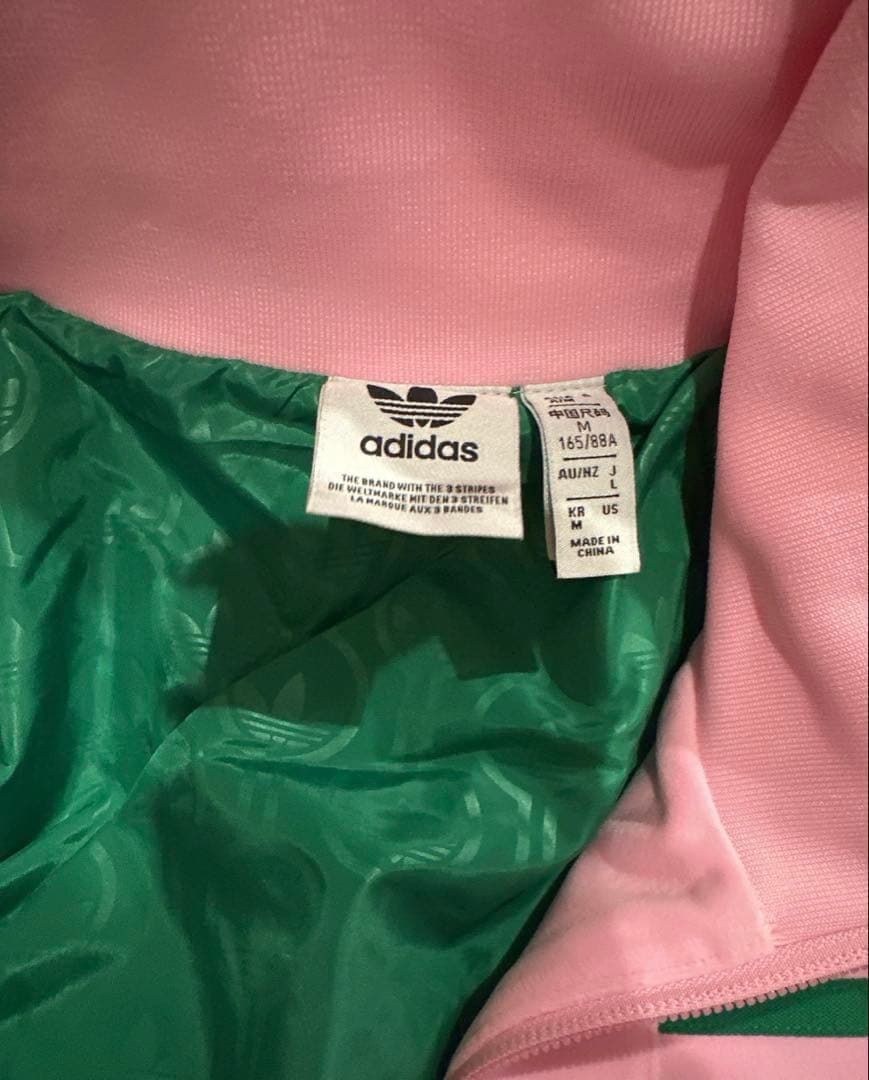 adidas
THE BRAND WITH THE 3 STRIPES
DIE WELTMARKE MIT DEN 3 STREIFEN
LA MARQUE AUX 3 BANDES
中国尺码
M
165/88A
AU/NZ J
L
KR US
M
MADE IN
CHINA